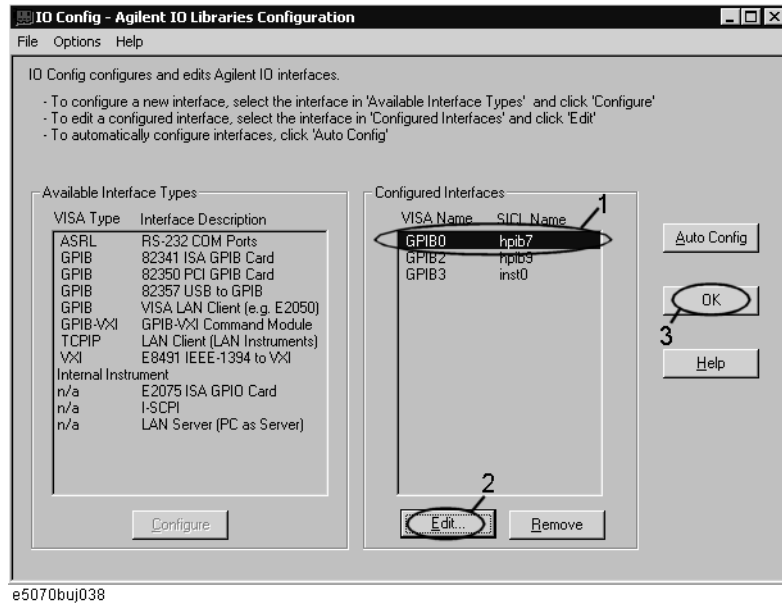 IO Config - Agilent IO Libraries Configuration
File Options Help
IO Config configures and edits Agilent IO interfaces.
- To configure a new interface, select the interface in 'Available Interface Types' and click 'Configure'
- To edit a configured interface, select the interface in 'Configured Interfaces' and click 'Edit'
- To automatically configure interfaces, click 'Auto Config'
Available Interface Types
VISA Type Interface Description
ASRL RS-232 COM Ports
GPIB 82341 ISA GPIB Card
GPIB 82350 PCI GPIB Card
GPIB 82357 USB to GPIB
GPIB VISA LAN Client (e.g. E2050)
GPIB-VXI GPIB-VXI Command Module
TCPIP LAN Client (LAN Instruments)
VXI E8491 IEEE-1394 to VXI
Internal Instrument
n/a E2075 ISA GPIO Card
n/a I-SCPI
n/a LAN Server (PC as Server)
Configure
Configured Interfaces
1
VISA Name SICL Name
GPIB0 hpib7
GPIB2 hpib9
GPIB3 inst0
2
Edit...
Remove
Auto Config
OK
3
Help
e5070buj038